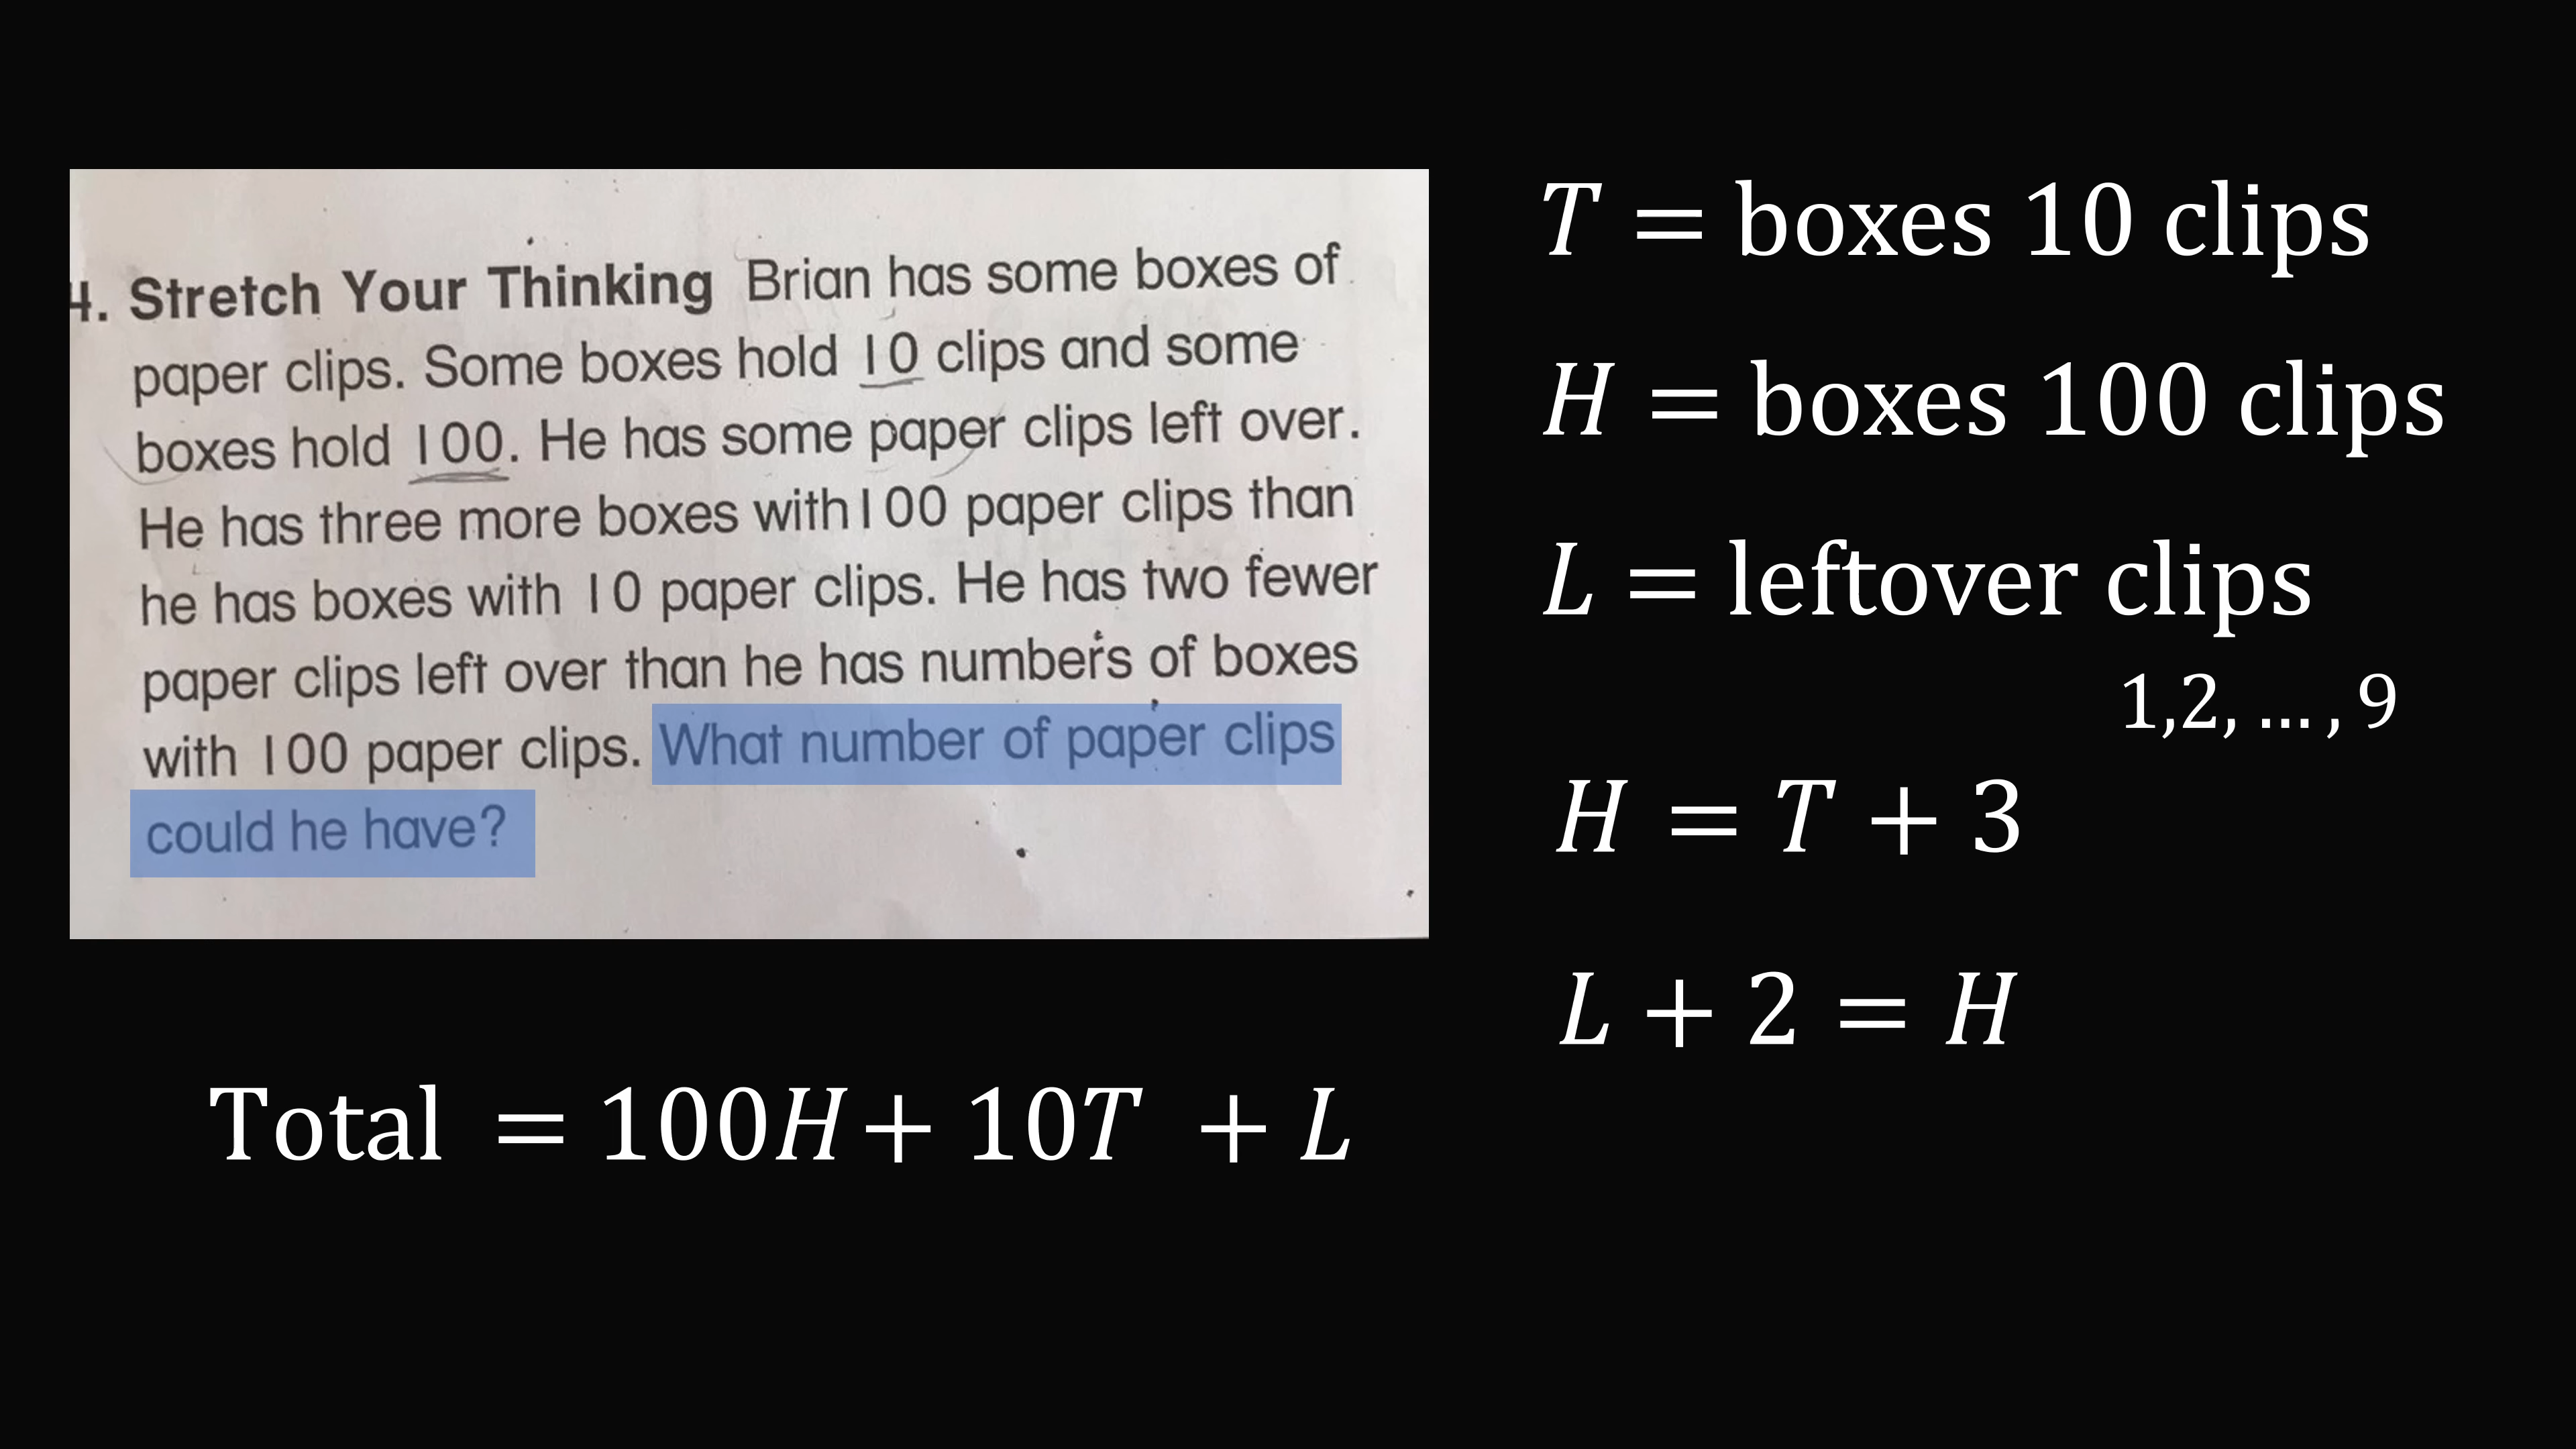 4. Stretch Your Thinking Brian has some boxes of
paper clips. Some boxes hold 10 clips and some
boxes hold 100. He has some paper clips left over.
He has three more boxes with 100 paper clips than
he has boxes with 10 paper clips. He has two fewer
paper clips left over than he has numbers of boxes
with 100 paper clips. What number of paper clips
could he have?
T = boxes 10 clips
H = boxes 100 clips
L = leftover clips
1,2, … , 9
H = T + 3
L + 2 = H
Total = 100H + 10T + L